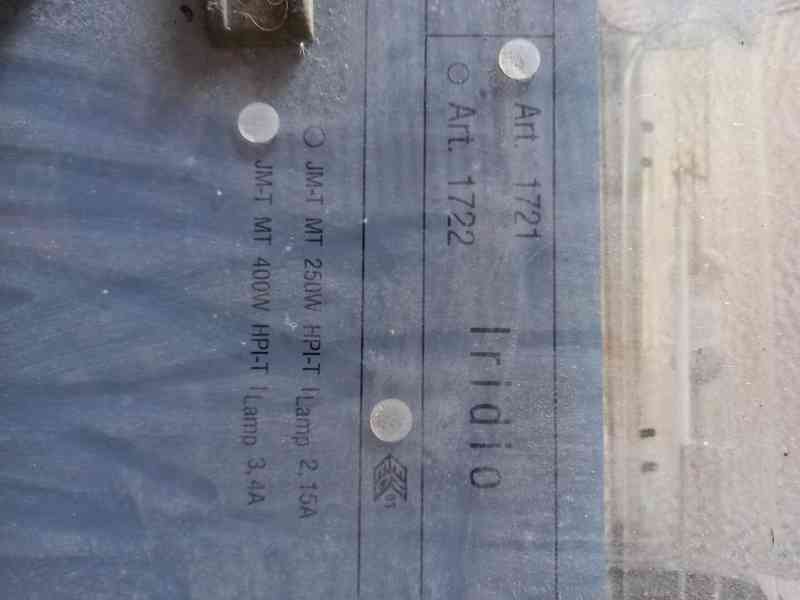 Art. 1721
Art. 1722
Iridio
JM-T MT 250W HPI-T I Lamp 2,15A
JM-T MT 400W HPI-T I Lamp 3,4A